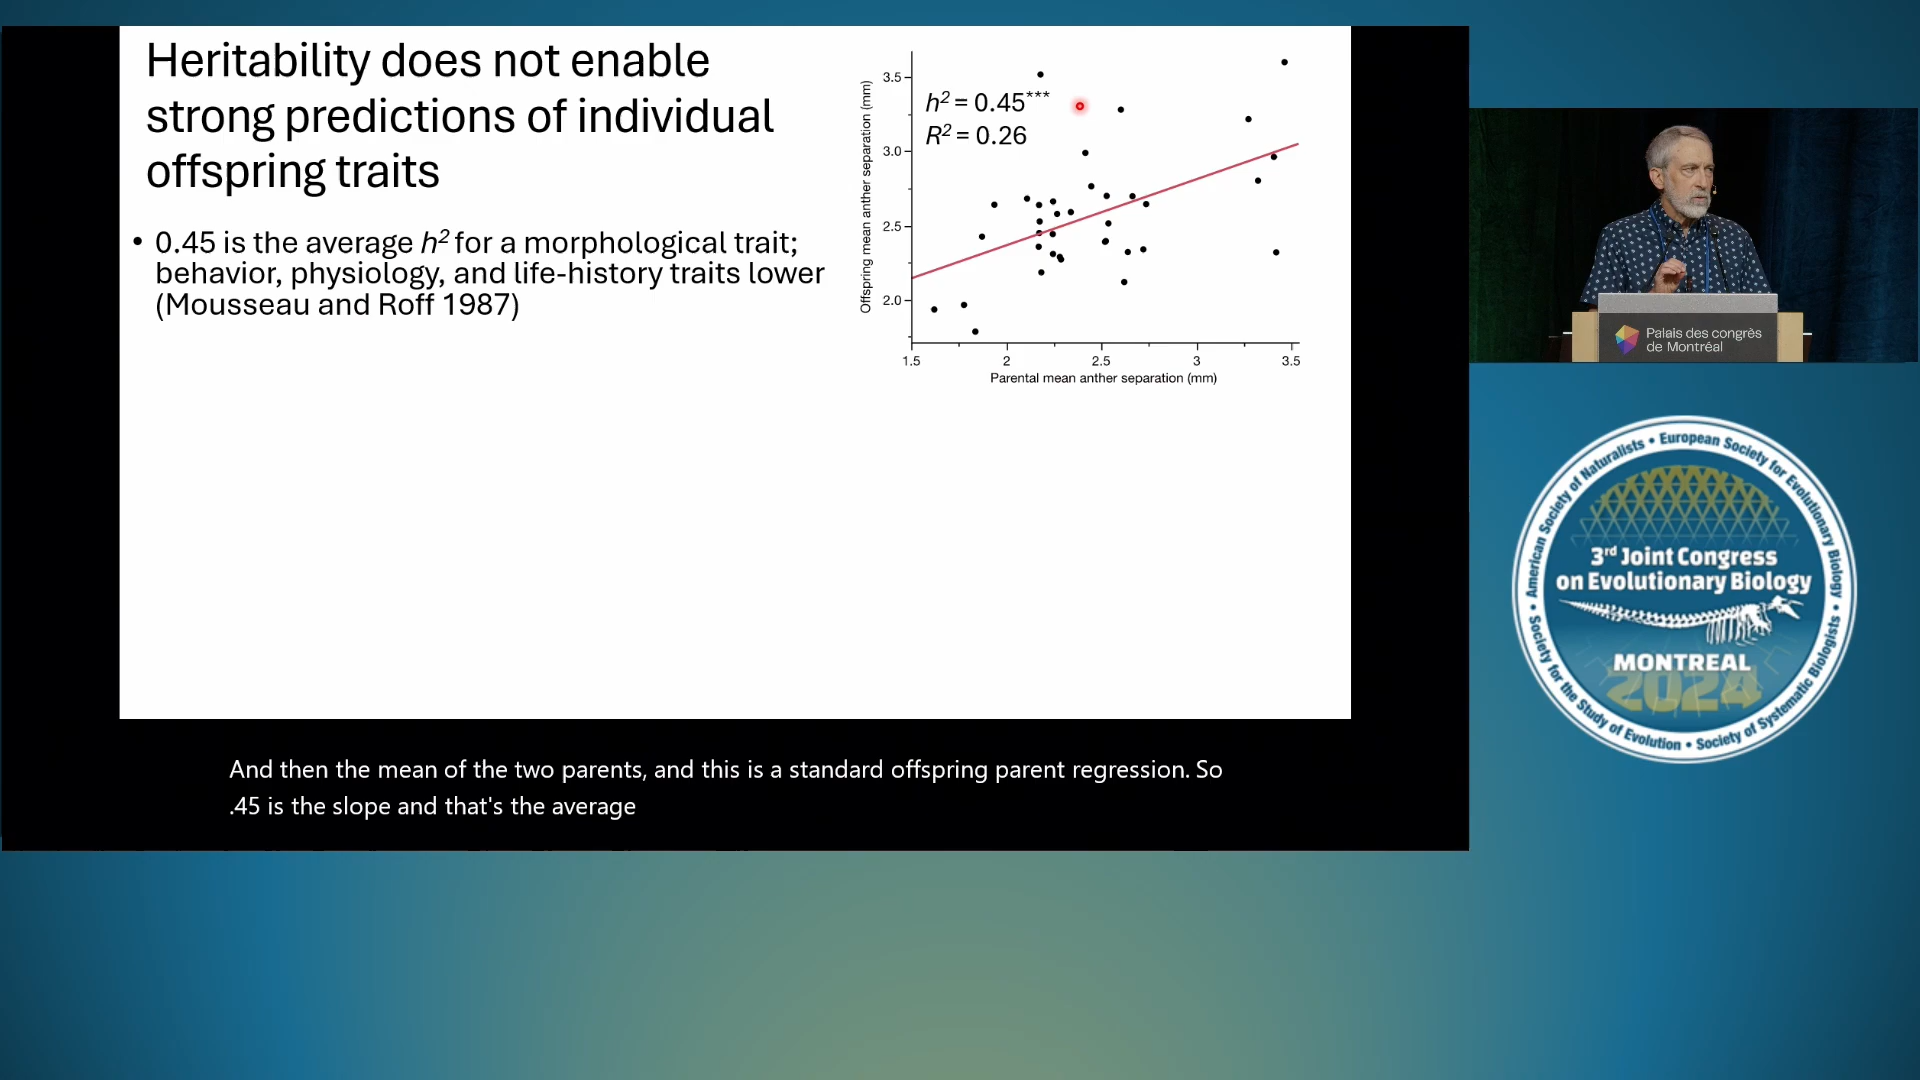 Heritability does not enable
strong predictions of individual
offspring traits
• 0.45 is the average h² for a morphological trait;
behavior, physiology, and life-history traits lower
(Mousseau and Roff 1987)
h² = 0.45***
R² = 0.26
Offspring mean anther separation (mm)
3.5
3.0
2.5
2.0
1.5
2
2.5
3
3.5
Parental mean anther separation (mm)
And then the mean of the two parents, and this is a standard offspring parent regression. So
.45 is the slope and that's the average
Palais des congrès
de Montréal
American Society of Naturalists • European Society for Evolutionary Biology • Society for the Study of Evolution • Society of Systematic Biologists •
3rd Joint Congress
on Evolutionary Biology
MONTREAL
2024